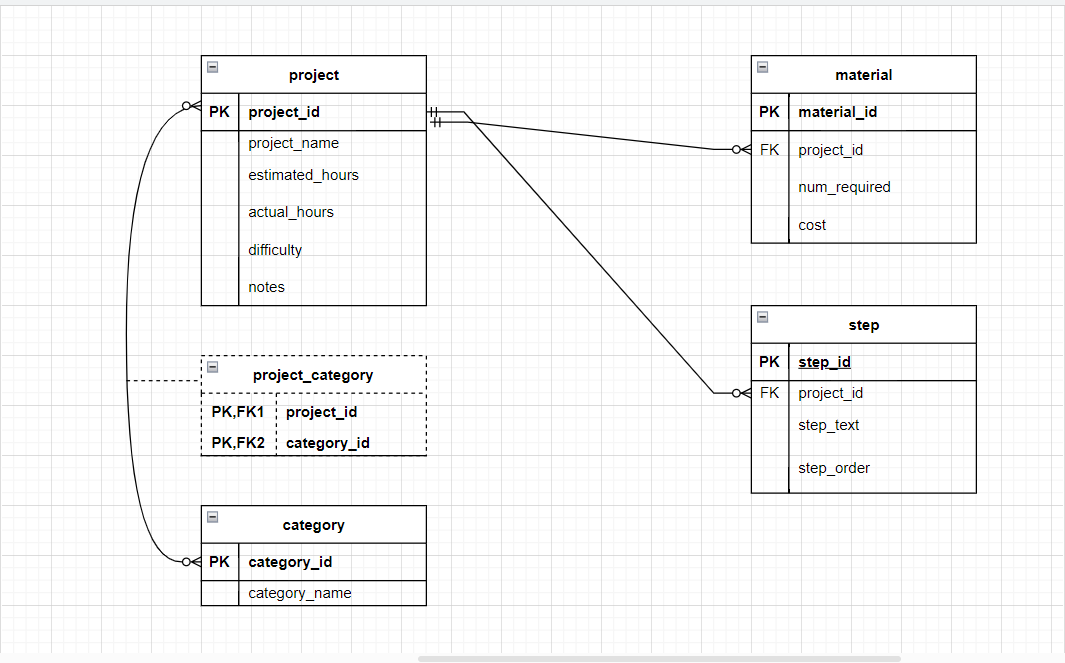 project
PK project_id
project_name
estimated_hours
actual_hours
difficulty
notes
material
PK material_id
FK project_id
num_required
cost
project_category
PK,FK1 project_id
PK,FK2 category_id
step
PK step_id
FK project_id
step_text
step_order
category
PK category_id
category_name